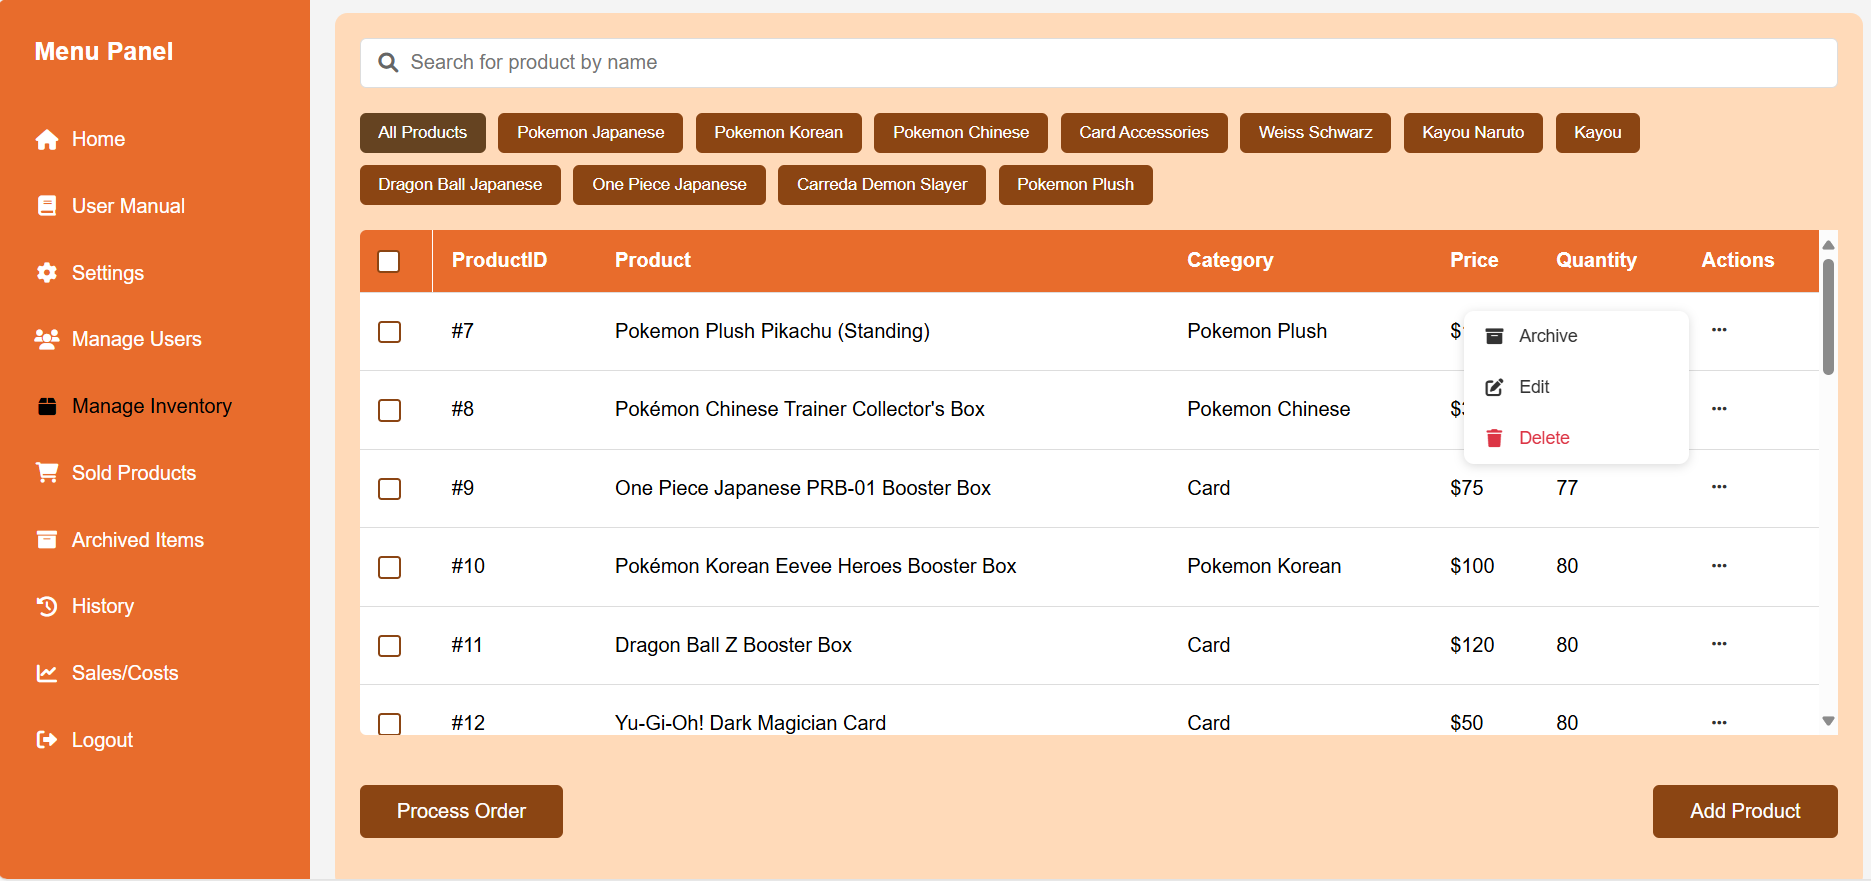 Menu Panel
Home
User Manual
Settings
Manage Users
Manage Inventory
Sold Products
Archived Items
History
Sales/Costs
Logout
Search for product by name
All Products Pokemon Japanese Pokemon Korean Pokemon Chinese Card Accessories Weiss Schwarz Kayou Naruto Kayou
Dragon Ball Japanese One Piece Japanese Carreda Demon Slayer Pokemon Plush
ProductID Product Category Price Quantity Actions
#7 Pokemon Plush Pikachu (Standing) Pokemon Plush
Archive
Edit
#8 Pokémon Chinese Trainer Collector's Box Pokemon Chinese
Delete
#9 One Piece Japanese PRB-01 Booster Box Card $75 77
#10 Pokémon Korean Eevee Heroes Booster Box Pokemon Korean $100 80
#11 Dragon Ball Z Booster Box Card $120 80
#12 Yu-Gi-Oh! Dark Magician Card Card $50 80
Process Order Add Product